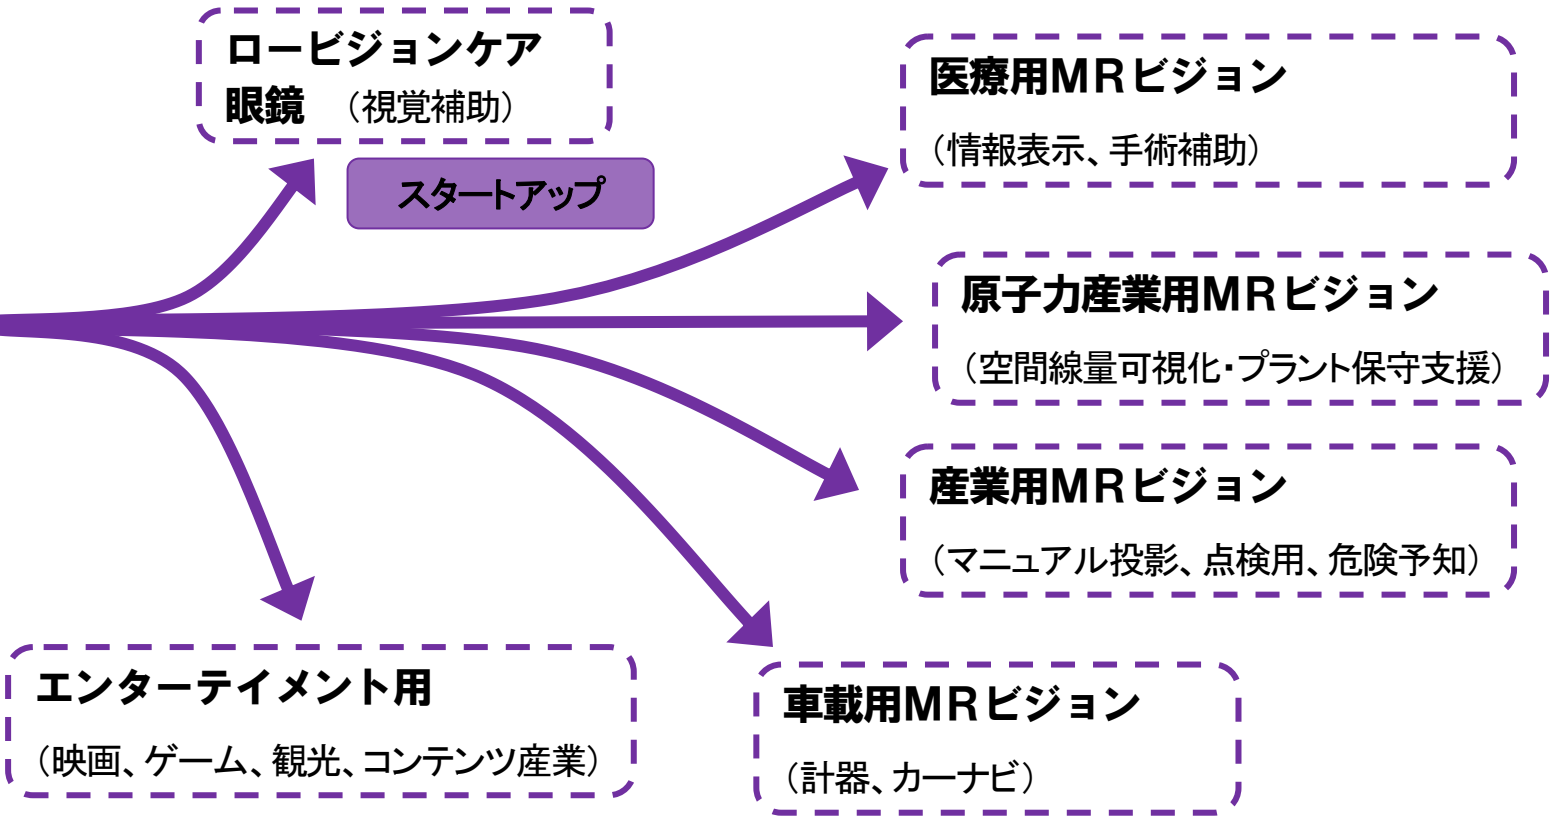 ロービジョンケア
眼鏡 （視覚補助）
スタートアップ
医療用ＭＲビジョン
（情報表示、手術補助）
原子力産業用ＭＲビジョン
（空間線量可視化・プラント保守支援）
産業用ＭＲビジョン
（マニュアル投影、点検用、危険予知）
エンターテイメント用
（映画、ゲーム、観光、コンテンツ産業）
車載用ＭＲビジョン
（計器、カーナビ）